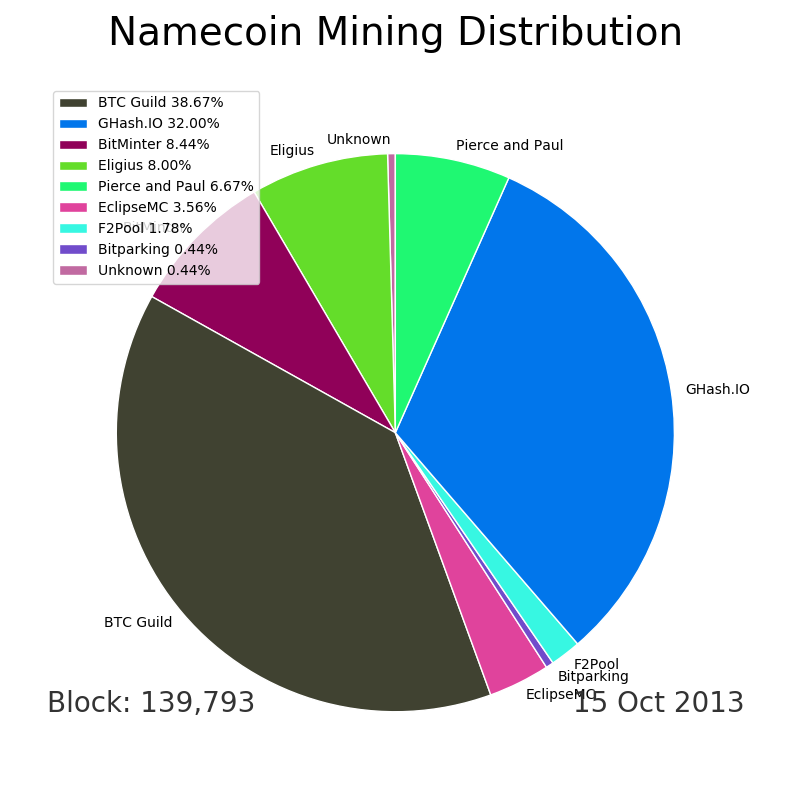 Namecoin Mining Distribution
BTC Guild 38.67%
GHash.IO 32.00%
BitMinter 8.44%
Eligius 8.00%
Pierce and Paul 6.67%
EclipseMC 3.56%
F2Pool 1.78%
Bitparking 0.44%
Unknown 0.44%
Unknown
Eligius
Pierce and Paul
BitMinter
GHash.IO
BTC Guild
F2Pool
Bitparking
EclipseMC
Block: 139,793
15 Oct 2013